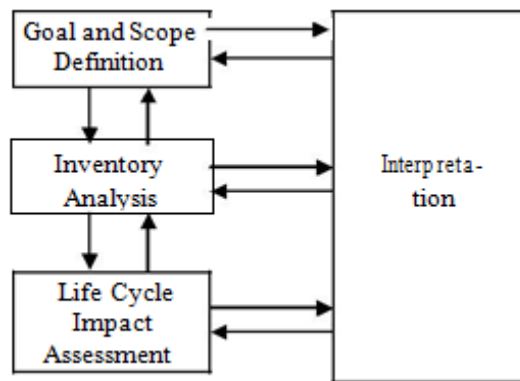 Goal and Scope
Definition
Inventory
Analysis
Interpreta-
tion
Life Cycle
Impact
Assessment